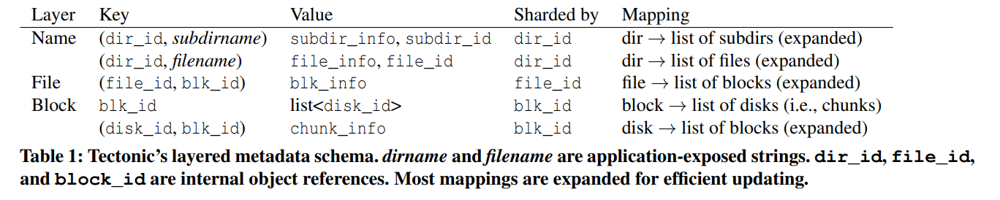 Layer Key Value Sharded by Mapping
Name (dir_id, subdirname) subdir_info, subdir_id dir_id dir → list of subdirs (expanded)
(dir_id, filename) file_info, file_id dir_id dir → list of files (expanded)
File (file_id, blk_id) blk_info file_id file → list of blocks (expanded)
Block blk_id list<disk_id> blk_id block → list of disks (i.e., chunks)
(disk_id, blk_id) chunk_info blk_id disk → list of blocks (expanded)
Table 1: Tectonic's layered metadata schema. dirname and filename are application-exposed strings. dir_id, file_id,
and block_id are internal object references. Most mappings are expanded for efficient updating.